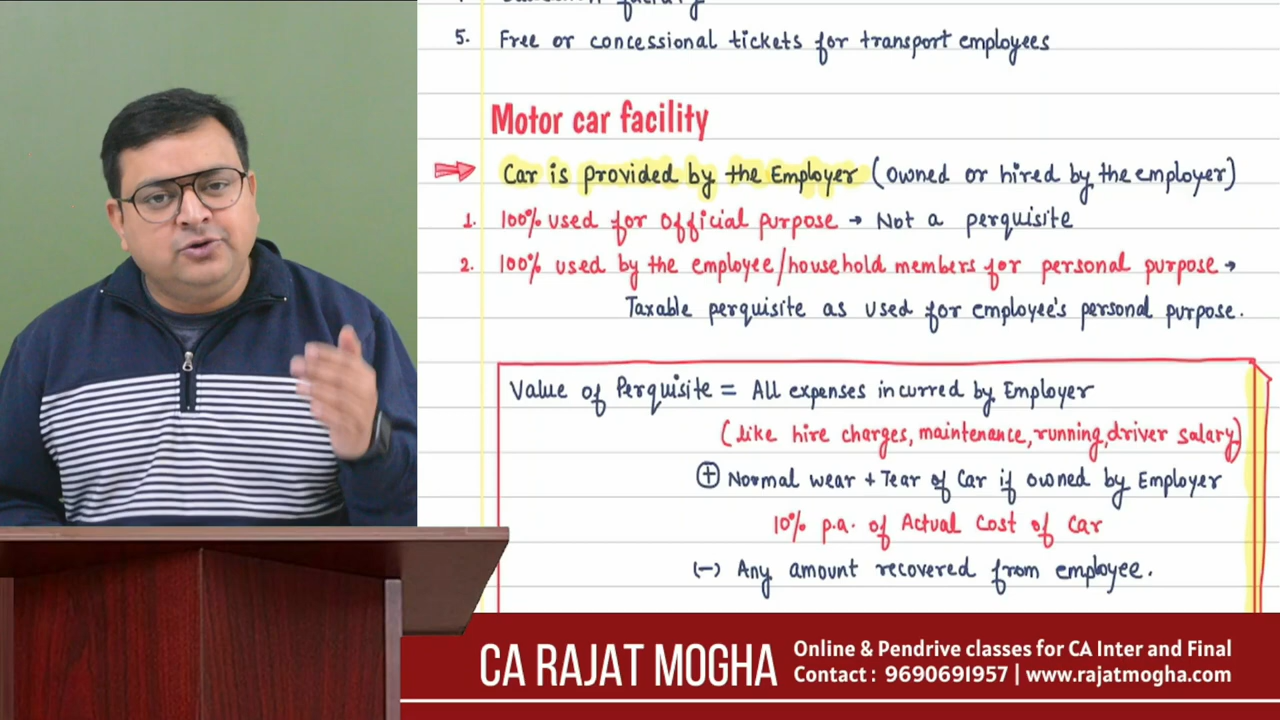 5. Free or concessional tickets for transport employees
Motor car facility
Car is provided by the Employer (owned or hired by the employer)
1. 100% used for Official purpose → Not a perquisite
2. 100% used by the employee/household members for personal purpose →
Taxable perquisite as used for employee's personal purpose.
Value of Perquisite = All expenses incurred by Employer
(like hire charges, maintenance, running, driver salary)
⊕ Normal wear + Tear of Car if owned by Employer
10% p.a. of Actual Cost of Car
(-) Any amount recovered from employee.
CA RAJAT MOGHA
Online & Pendrive classes for CA Inter and Final
Contact : 9690691957 | www.rajatmogha.com